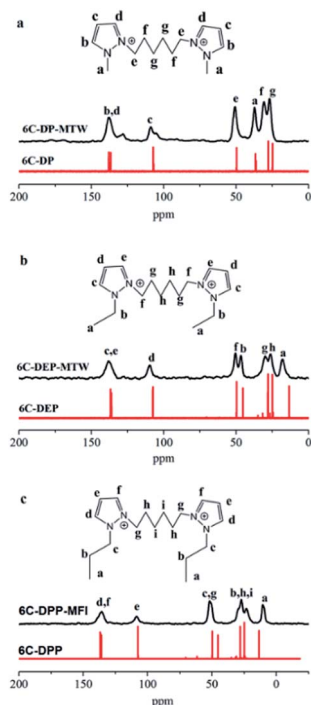 a
c d d c
b f g e b
a e g f a
b,d c e a f g
6C-DP-MTW
6C-DP
200 150 100 50 0
ppm
b
d e e d
c g h f c
b f h g b
a a
c,e d f b g h a
6C-DEP-MTW
6C-DEP
200 150 100 50 0
ppm
c
e f f e
d h i g d
c g i h c
b b
a a
d,f e c,g b,h,i a
6C-DPP-MFI
6C-DPP
200 150 100 50 0 -25
ppm